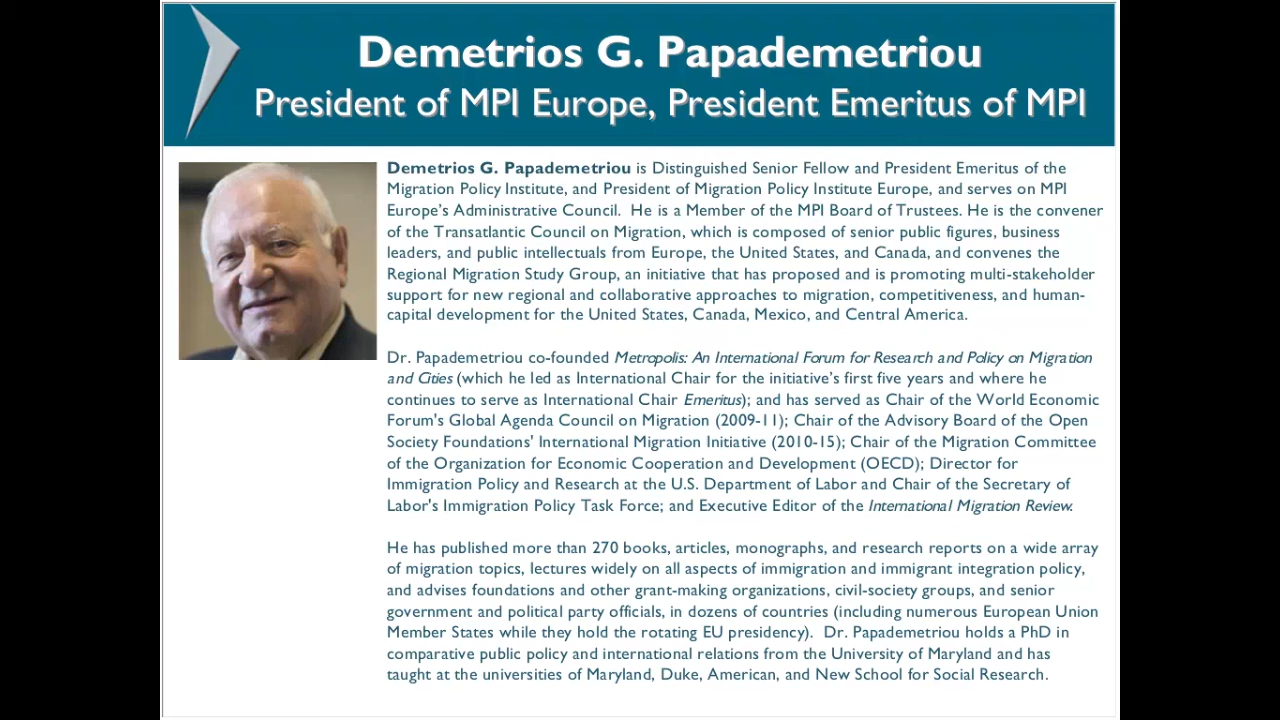 Demetrios G. Papademetriou
President of MPI Europe, President Emeritus of MPI
Demetrios G. Papademetriou is Distinguished Senior Fellow and President Emeritus of the
Migration Policy Institute, and President of Migration Policy Institute Europe, and serves on MPI
Europe’s Administrative Council.  He is a Member of the MPI Board of Trustees. He is the convener
of the Transatlantic Council on Migration, which is composed of senior public figures, business
leaders, and public intellectuals from Europe, the United States, and Canada, and convenes the
Regional Migration Study Group, an initiative that has proposed and is promoting multi-stakeholder
support for new regional and collaborative approaches to migration, competitiveness, and human-
capital development for the United States, Canada, Mexico, and Central America.
Dr. Papademetriou co-founded Metropolis: An International Forum for Research and Policy on Migration
and Cities (which he led as International Chair for the initiative’s first five years and where he
continues to serve as International Chair Emeritus); and has served as Chair of the World Economic
Forum's Global Agenda Council on Migration (2009-11); Chair of the Advisory Board of the Open
Society Foundations' International Migration Initiative (2010-15); Chair of the Migration Committee
of the Organization for Economic Cooperation and Development (OECD); Director for
Immigration Policy and Research at the U.S. Department of Labor and Chair of the Secretary of
Labor's Immigration Policy Task Force; and Executive Editor of the International Migration Review.
He has published more than 270 books, articles, monographs, and research reports on a wide array
of migration topics, lectures widely on all aspects of immigration and immigrant integration policy,
and advises foundations and other grant-making organizations, civil-society groups, and senior
government and political party officials, in dozens of countries (including numerous European Union
Member States while they hold the rotating EU presidency).  Dr. Papademetriou holds a PhD in
comparative public policy and international relations from the University of Maryland and has
taught at the universities of Maryland, Duke, American, and New School for Social Research.